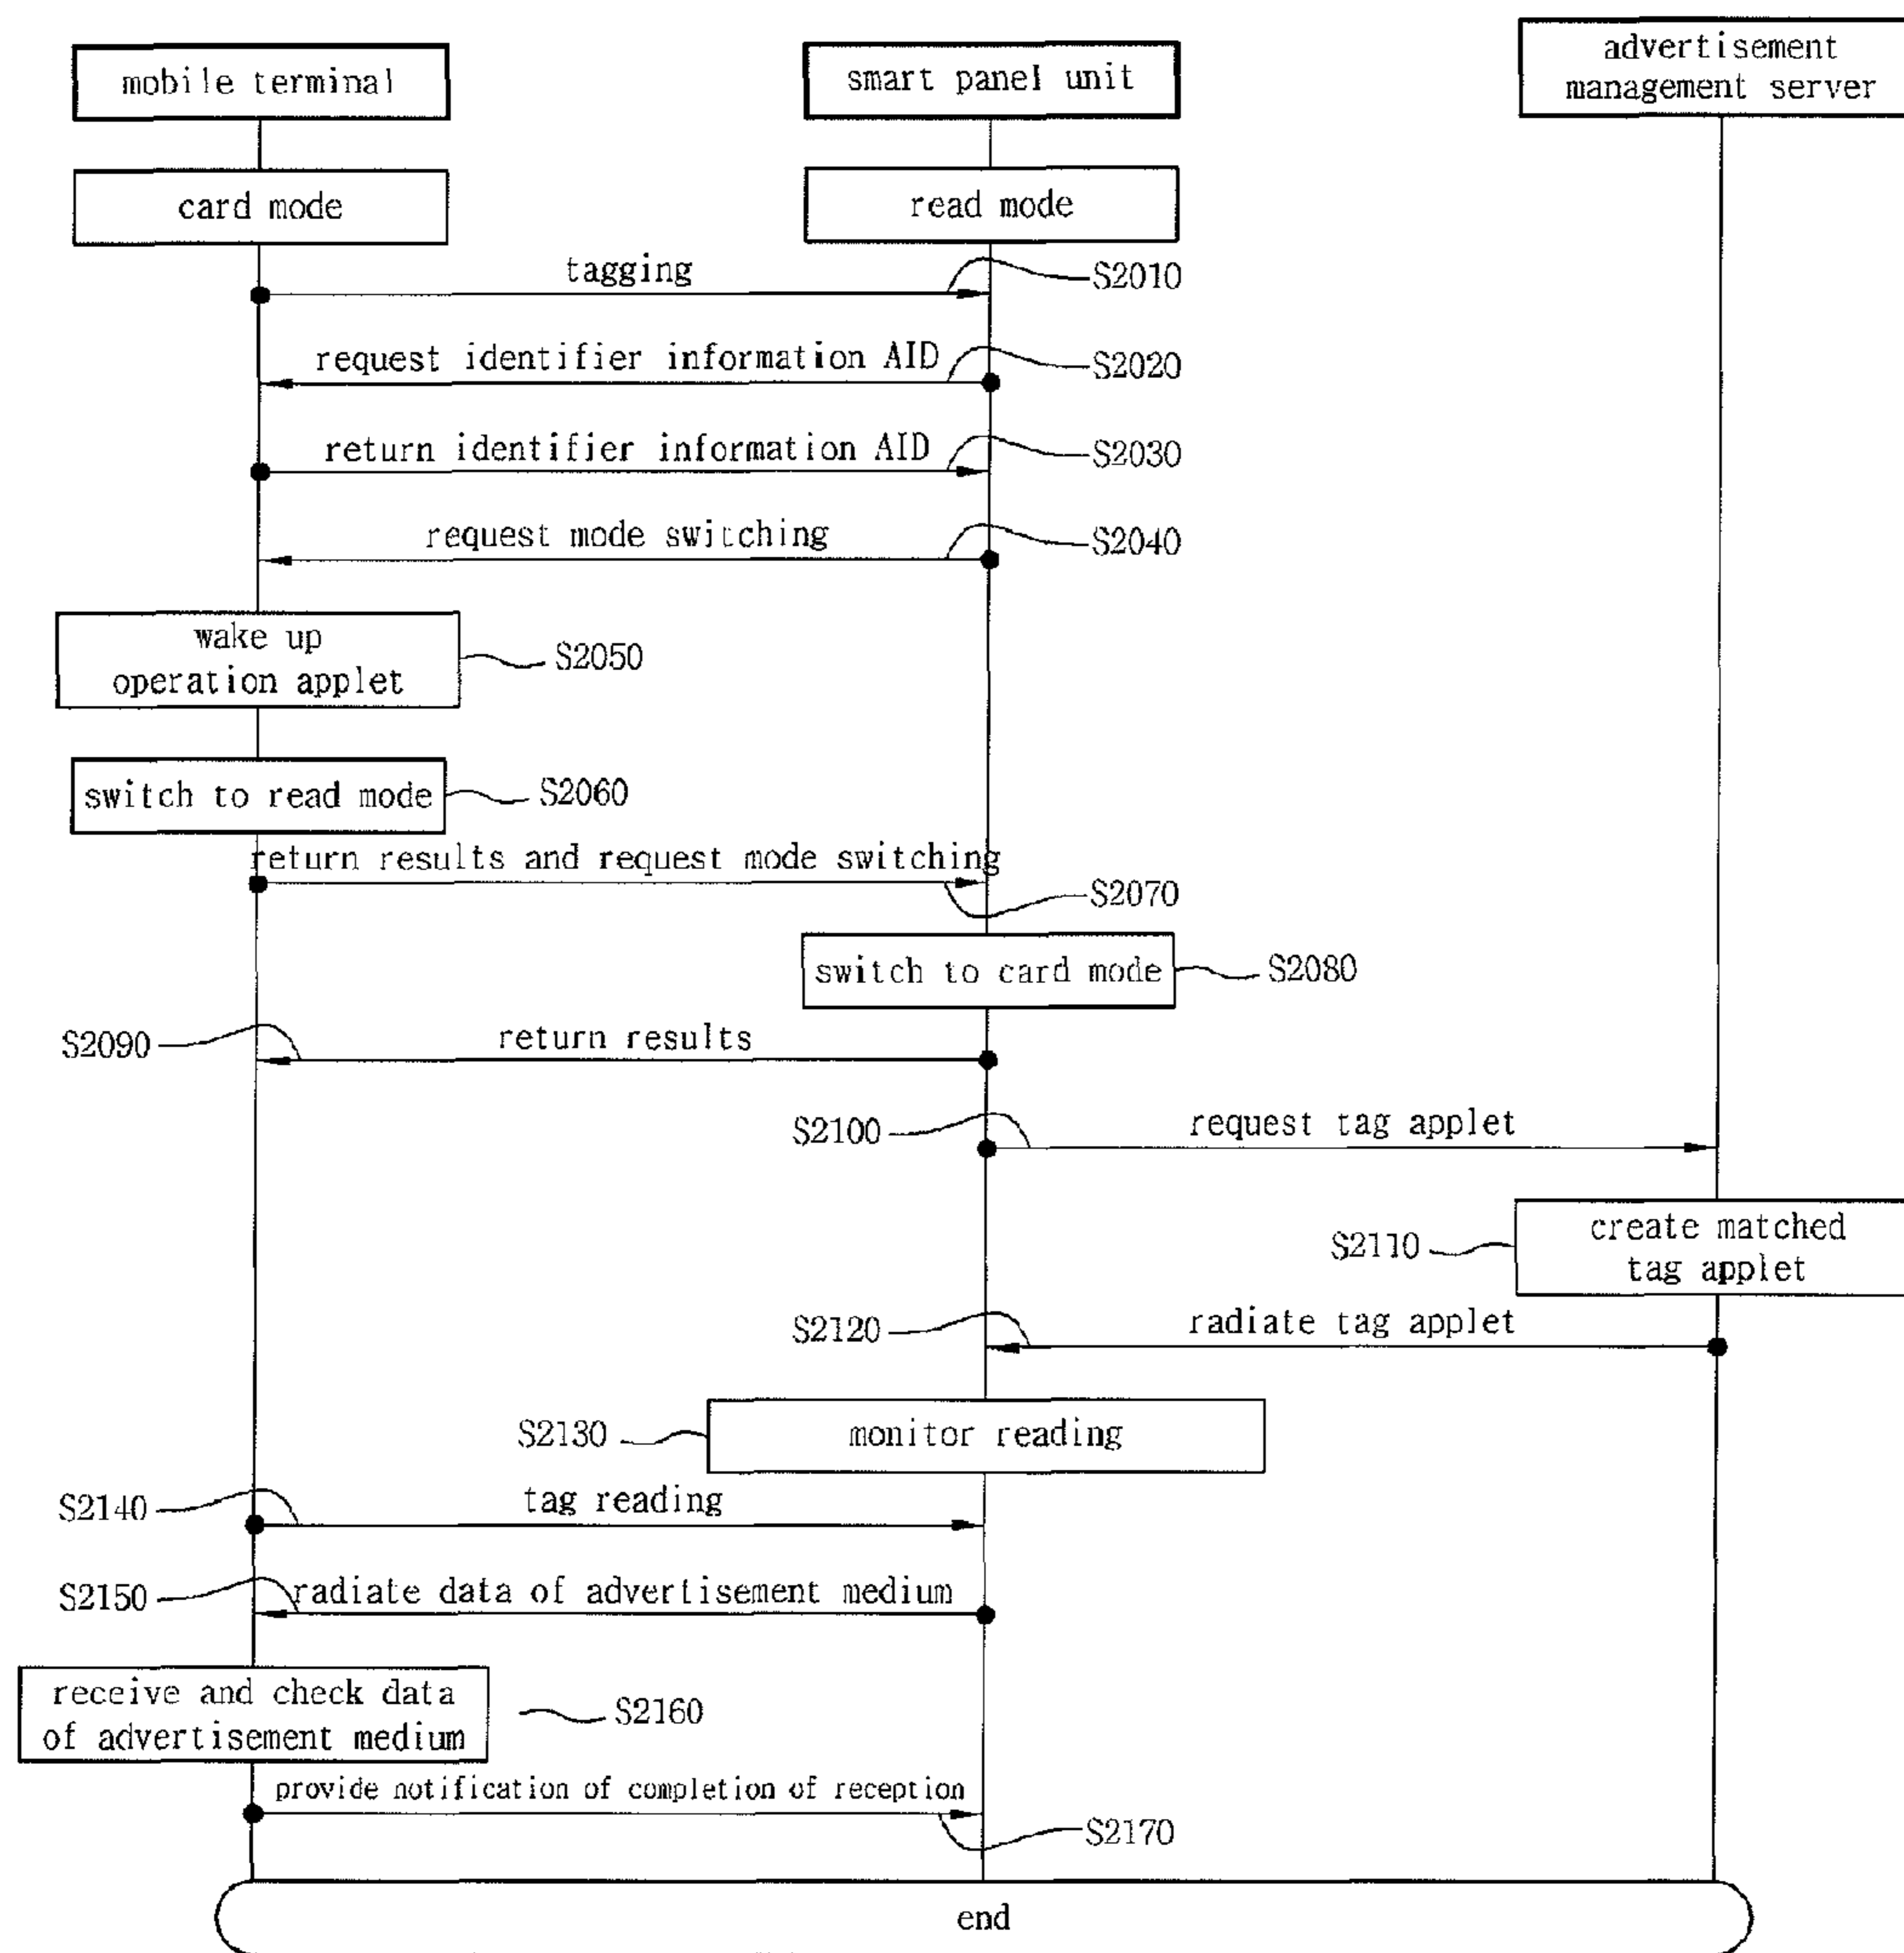 mobile terminal
smart panel unit
advertisement
management server
card mode
read mode
tagging
S2010
request identifier information AID
S2020
return identifier information AID
S2030
request mode switching
S2040
wake up
operation applet
S2050
switch to read mode
S2060
return results and request mode switching
S2070
switch to card mode
S2080
S2090
return results
S2100
request tag applet
S2110
create matched
tag applet
S2120
radiate tag applet
S2130
monitor reading
S2140
tag reading
S2150
radiate data of advertisement medium
receive and check data
of advertisement medium
S2160
provide notification of completion of reception
S2170
end